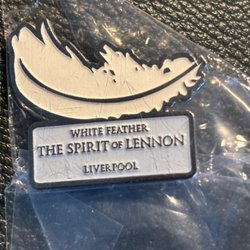 WHITE FEATHER
THE SPIRIT OF LENNON
LIVERPOOL